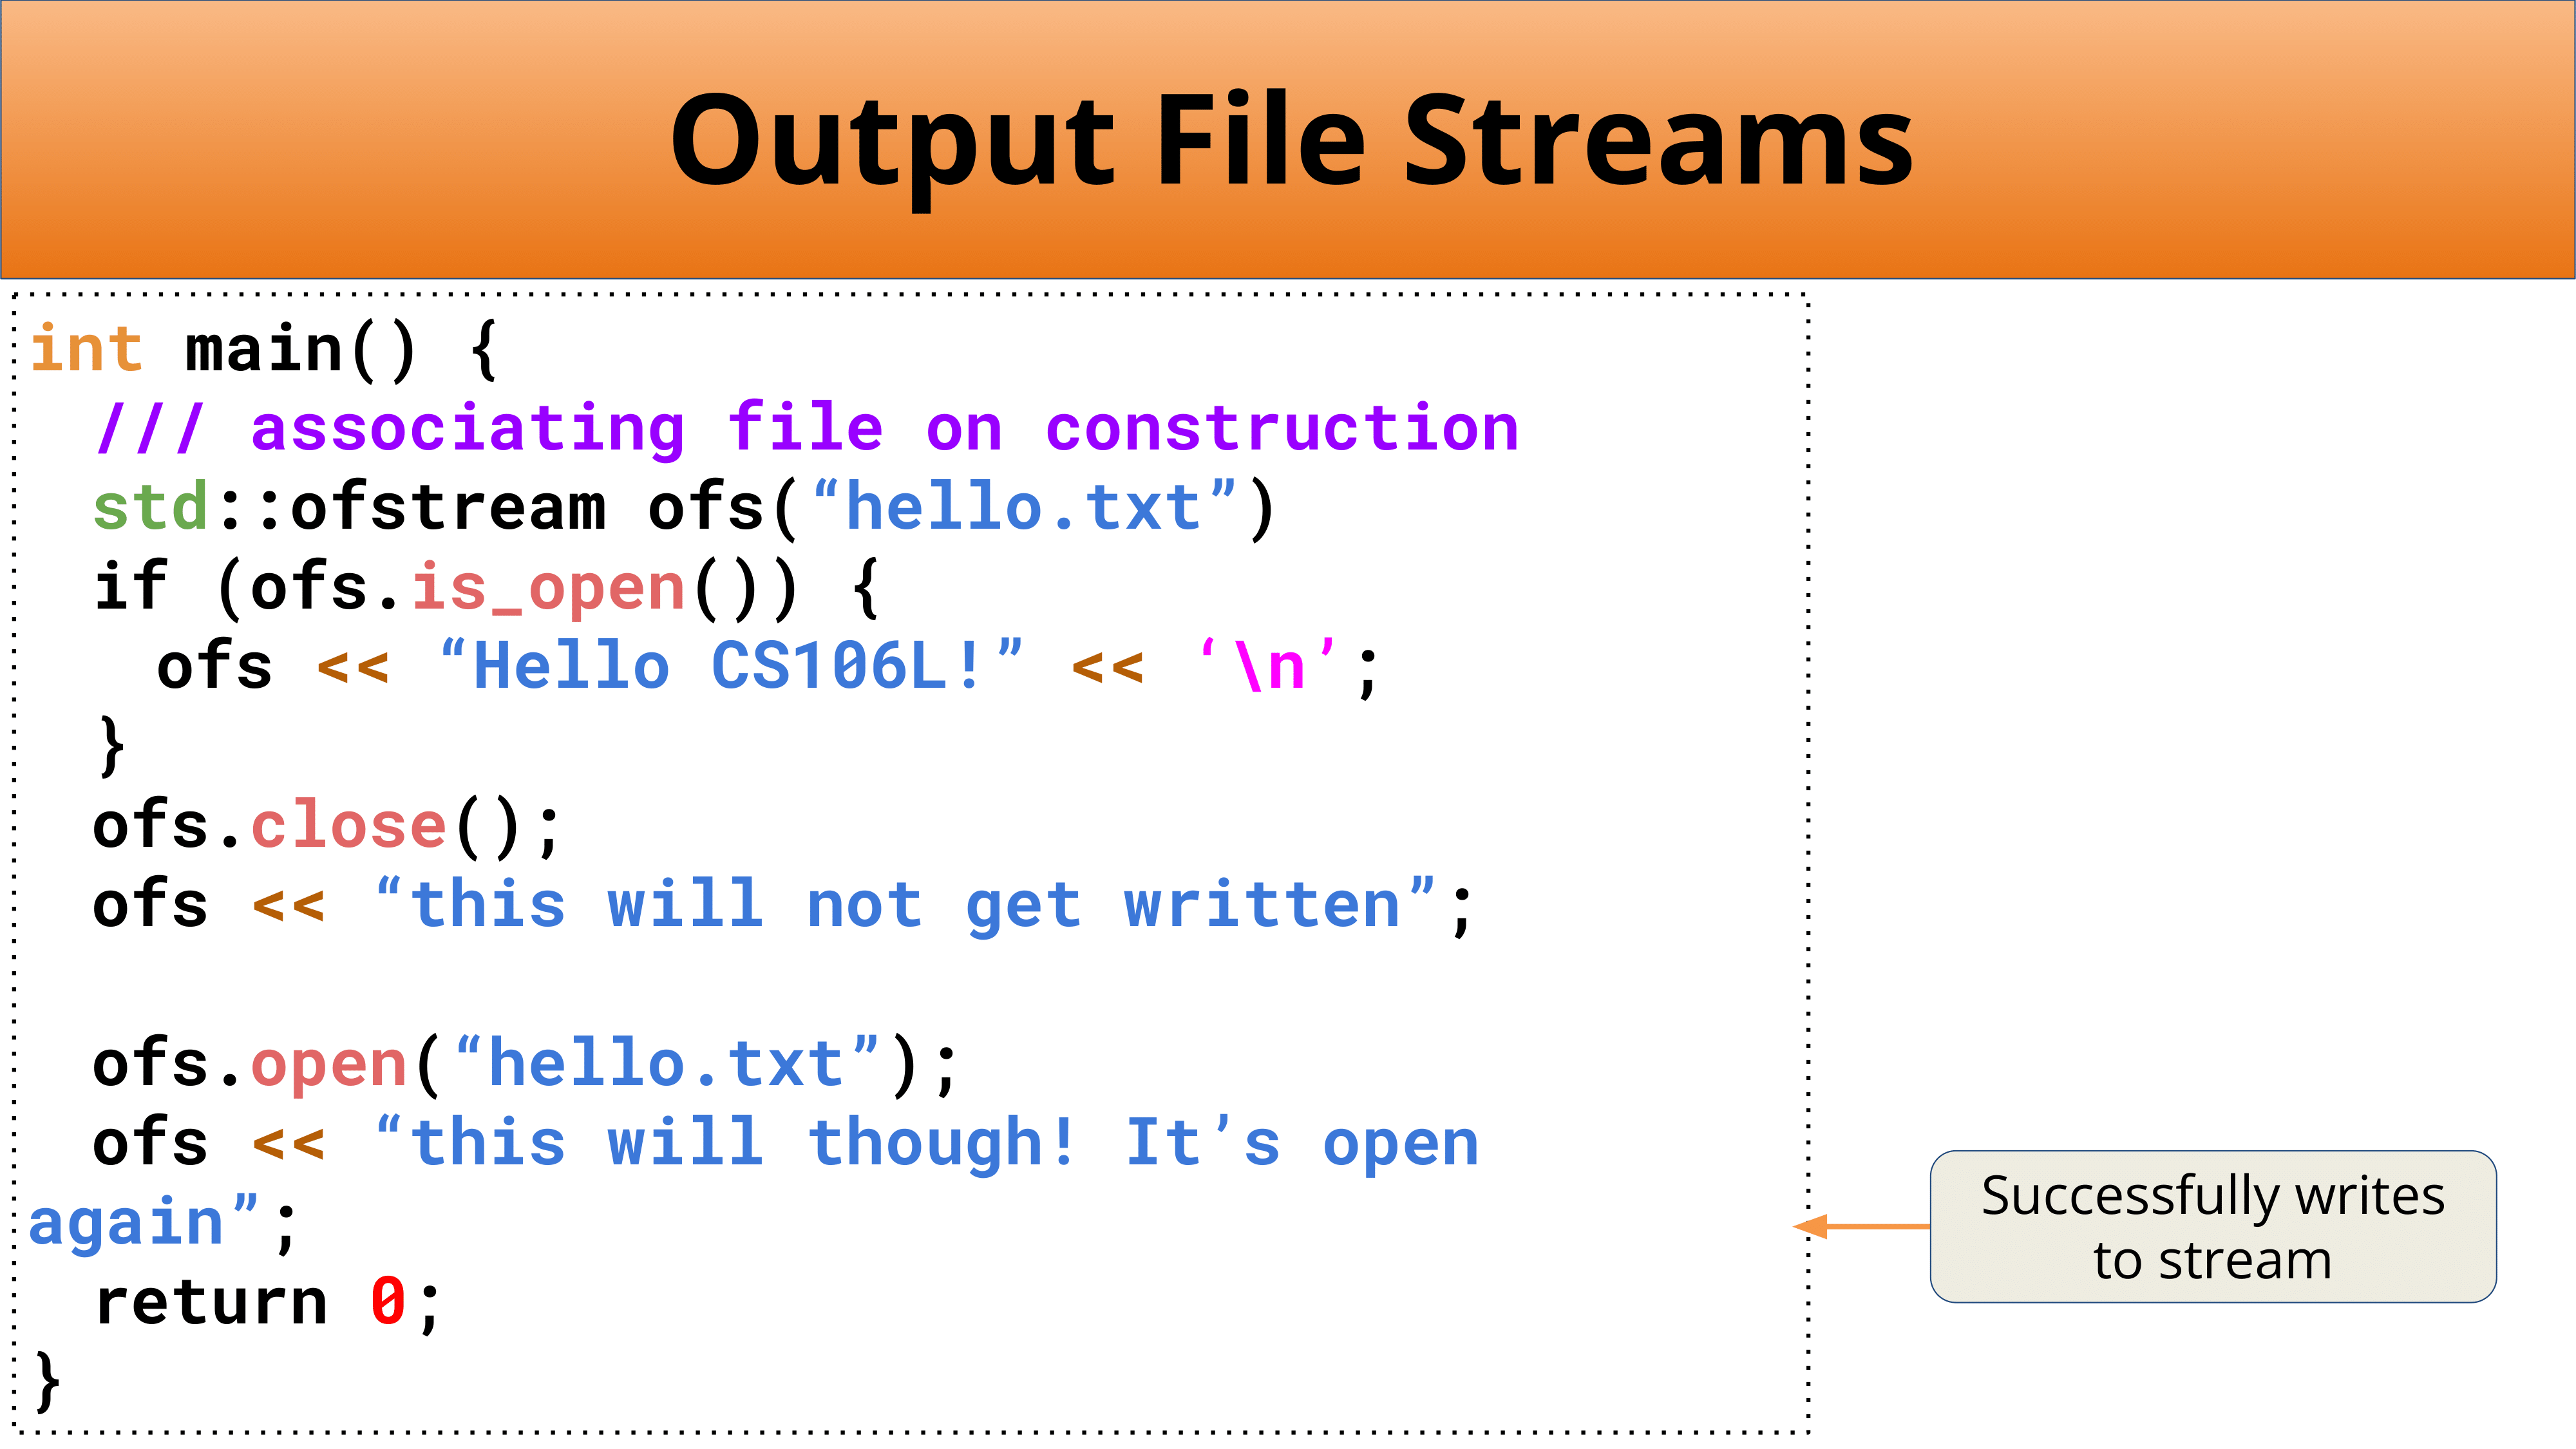 Output File Streams
int main() {
/// associating file on construction
std::ofstream ofs(“hello.txt”)
if (ofs.is_open()) {
ofs << “Hello CS106L!” << ‘\n’;
}
ofs.close();
ofs << “this will not get written”;
ofs.open(“hello.txt”);
ofs << “this will though! It’s open
again”;
return 0;
}
Successfully writes
to stream